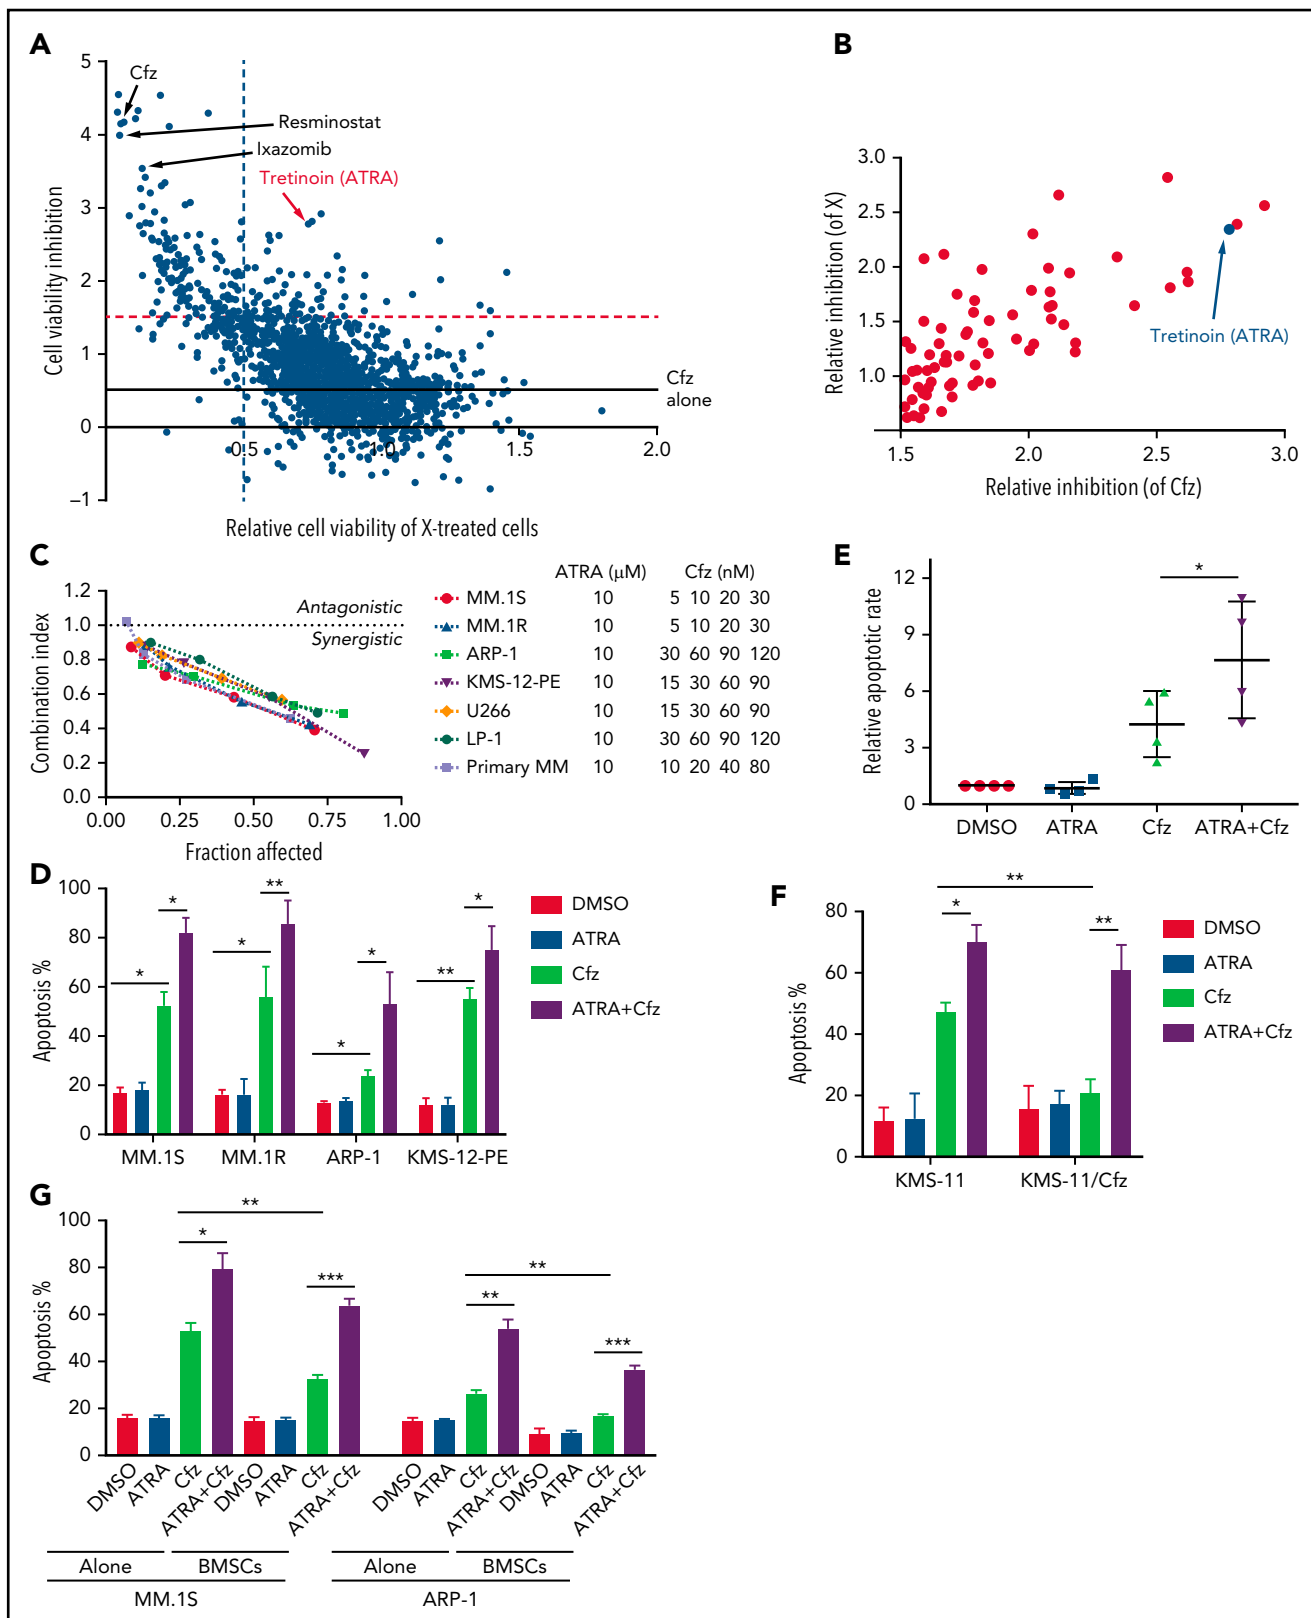 A
5
4
3
2
1
0
−1
0.5
1.0
1.5
2.0
Cell viability inhibition
Relative cell viability of X-treated cells
Cfz
Resminostat
Ixazomib
Tretinoin (ATRA)
Cfz
alone
B
3.0
2.5
2.0
1.5
1.0
1.5
2.0
2.5
3.0
Relative inhibition (of X)
Relative inhibition (of Cfz)
Tretinoin (ATRA)
C
1.2
1.0
0.8
0.6
0.4
0.2
0.0
0.00
0.25
0.50
0.75
1.00
Combination index
Fraction affected
Antagonistic
Synergistic
ATRA (μM) Cfz (nM)
MM.1S 10 5 10 20 30
MM.1R 10 5 10 20 30
ARP-1 10 30 60 90 120
KMS-12-PE 10 15 30 60 90
U266 10 15 30 60 90
LP-1 10 30 60 90 120
Primary MM 10 10 20 40 80
E
12
9
6
3
0
Relative apoptotic rate
*
DMSO
ATRA
Cfz
ATRA+Cfz
D
100
80
60
40
20
0
Apoptosis %
*
*
*
**
*
*
**
*
MM.1S
MM.1R
ARP-1
KMS-12-PE
DMSO
ATRA
Cfz
ATRA+Cfz
F
80
60
40
20
0
Apoptosis %
**
*
**
KMS-11
KMS-11/Cfz
DMSO
ATRA
Cfz
ATRA+Cfz
G
100
80
60
40
20
0
Apoptosis %
**
*
***
**
**
***
DMSO
ATRA
Cfz
ATRA+Cfz
DMSO
ATRA
Cfz
ATRA+Cfz
DMSO
ATRA
Cfz
ATRA+Cfz
DMSO
ATRA
Cfz
ATRA+Cfz
Alone
BMSCs
Alone
BMSCs
MM.1S
ARP-1